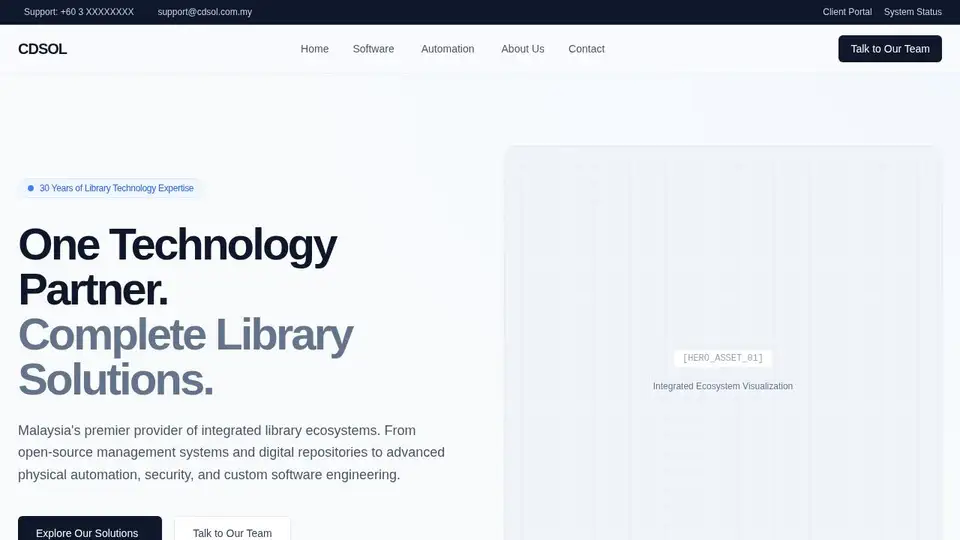 Support: +60 3 XXXXXXXX support@cdsol.com.my Client Portal System Status
CDSOL Home Software Automation About Us Contact Talk to Our Team
30 Years of Library Technology Expertise
One Technology
Partner.
Complete Library
Solutions.
Malaysia's premier provider of integrated library ecosystems. From
open-source management systems and digital repositories to advanced
physical automation, security, and custom software engineering.
Explore Our Solutions Talk to Our Team
[HERO_ASSET_01]
Integrated Ecosystem Visualization